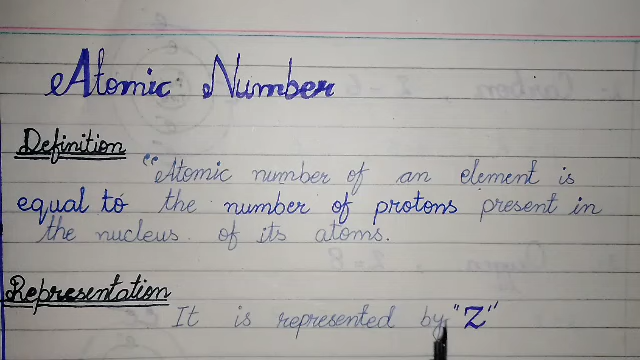 Atomic Number
Definition
"Atomic number of an element is
equal to the number of protons present in
the nucleus. of its atoms.
Representation
It is represented by "Z"